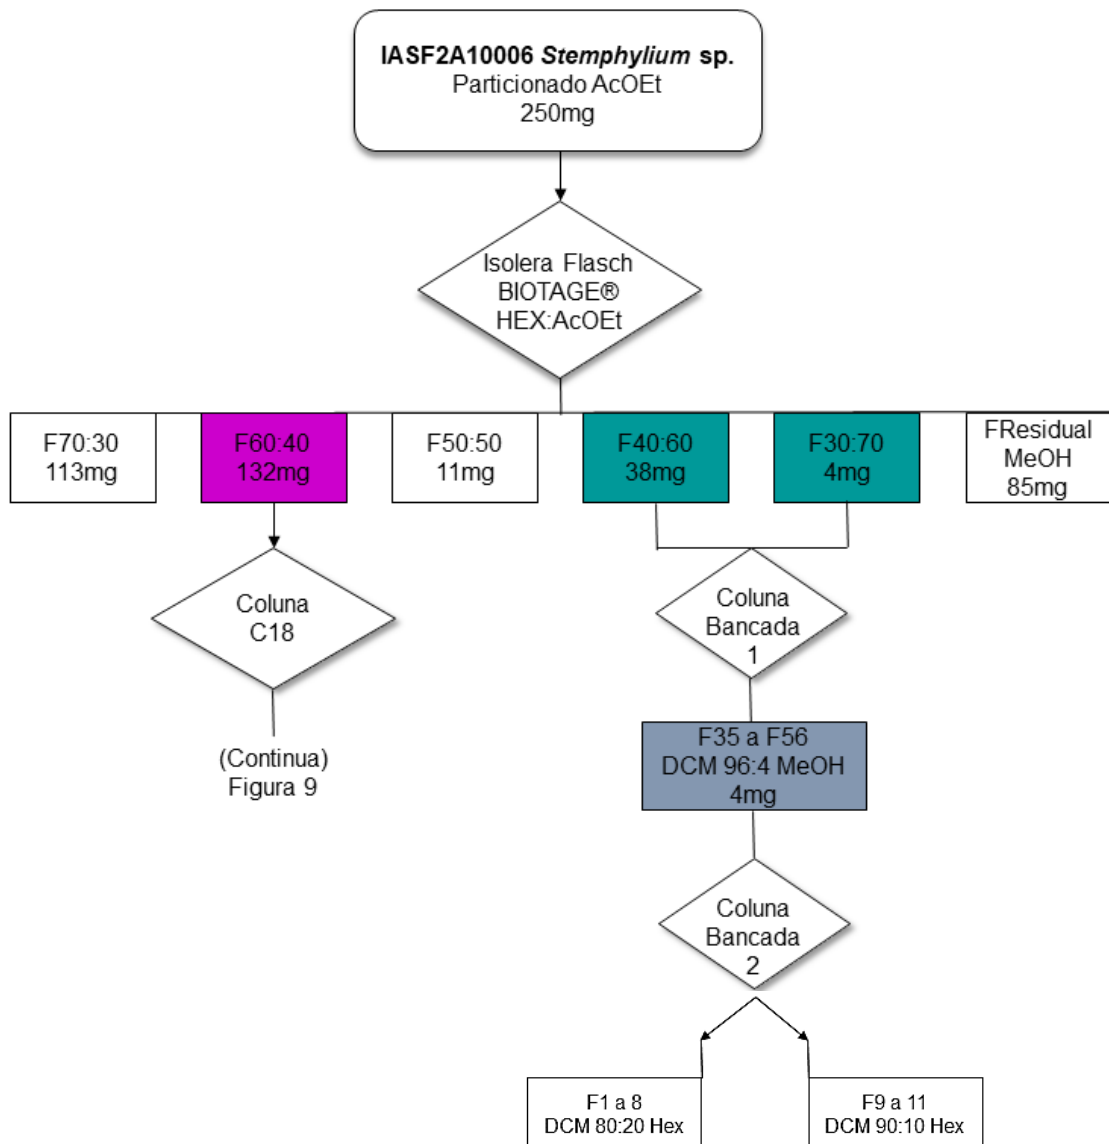 IASF2A10006 Stemphylium sp.
Particionado AcOEt
250mg
Isolera Flasch
BIOTAGE®
HEX:AcOEt
F70:30
113mg
F60:40
132mg
F50:50
11mg
F40:60
38mg
F30:70
4mg
FResidual
MeOH
85mg
Coluna
C18
(Continua)
Figura 9
Coluna
Bancada
1
F35 a F56
DCM 96:4 MeOH
4mg
Coluna
Bancada
2
F1 a 8
DCM 80:20 Hex
F9 a 11
DCM 90:10 Hex